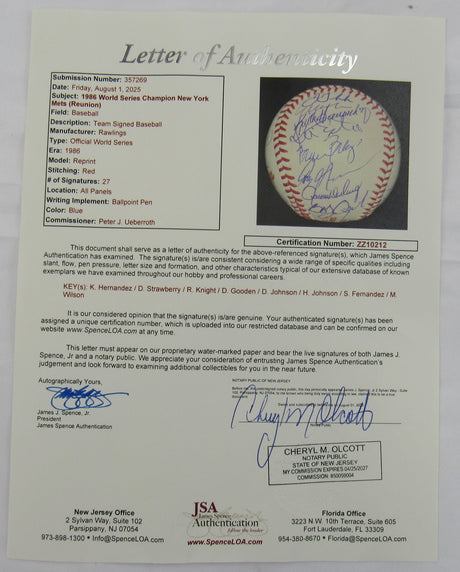 Letter of Authenticity
Submission Number: 357269
Date: Friday, August 1, 2025
Subject: 1986 World Series Champion New York
Mets (Reunion)
Field: Baseball
Description: Team Signed Baseball
Manufacturer: Rawlings
Type: Official World Series
Era: 1986
Model: Reprint
Stitching: Red
# of Signatures: 27
Location: All Panels
Writing Implement: Ballpoint Pen
Color: Blue
Commissioner: Peter J. Ueberroth
Certification Number: ZZ10212
This document shall serve as a letter of authenticity for the above-referenced signature(s), which James Spence
Authentication has examined. The signature(s) is/are consistent considering a wide range of specific qualities including
slant, flow, pen pressure, letter size and formation, and other characteristics typical of our extensive database of known
exemplars we have examined throughout our hobby and professional careers.
KEY(s): K. Hernandez / D. Strawberry / R. Knight / D. Gooden / D. Johnson / H. Johnson / S. Fernandez / M.
Wilson
It is our considered opinion that the signature(s) is/are genuine. Your authenticated signature(s) has been
assigned a unique certification number, which is uploaded into our restricted database and can be confirmed on our
website www.SpenceLOA.com at any time.
This letter must appear on our proprietary water-marked paper and bear the live signatures of both James J.
Spence, Jr and a notary public. We appreciate your consideration of entrusting James Spence Authentication's
judgement and look forward to examining additional collectibles for you in the near future.
Autographically Yours,
NOTARY PUBLIC OF NEW JERSEY
Cheryl M Olcott
James J. Spence, Jr.
President
James Spence Authentication
Notary Public
CHERYL M. OLCOTT
NOTARY PUBLIC
STATE OF NEW JERSEY
MY COMMISSION EXPIRES 04/25/2027
COMMISSION: #50009004
New Jersey Office
2 Sylvan Way, Suite 102
Parsippany, NJ 07054
973-898-1300 * Info@SpenceLOA.com
JSA
James Spence
Authentication
follow the leader
www.SpenceLOA.com
Florida Office
3223 N.W. 10th Terrace, Suite 605
Fort Lauderdale, FL 33309
954-380-8670 * Florida@SpenceLOA.com